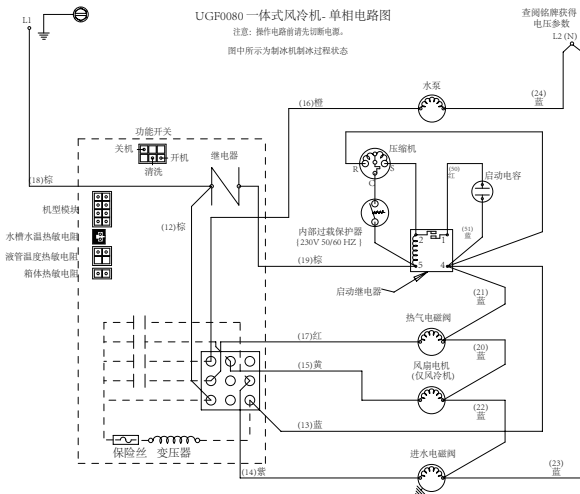 UGF0080 一体式风冷机- 单相电路图
注意: 操作电路前请先切断电源。
图中所示为制冰机制冰过程状态
查阅铭牌获得
电压参数
L1
L2 (N)
水泵
(24)
蓝
(16)橙
功能开关
关机
开机
清洗
继电器
压缩机
R
S
C
(50)
红
启动电容
(18)棕
机型模块
(12)棕
水槽水温热敏电阻
液管温度热敏电阻
箱体热敏电阻
内部过载保护器
{230V 50/60 HZ }
2
1
5
4
(51)
蓝
(19)棕
启动继电器
(21)
蓝
热气电磁阀
(17)红
(20)
蓝
(15)黄
风扇电机
(仅风冷机)
(22)
蓝
(13)蓝
保险丝
变压器
进水电磁阀
(14)紫
(23)
蓝